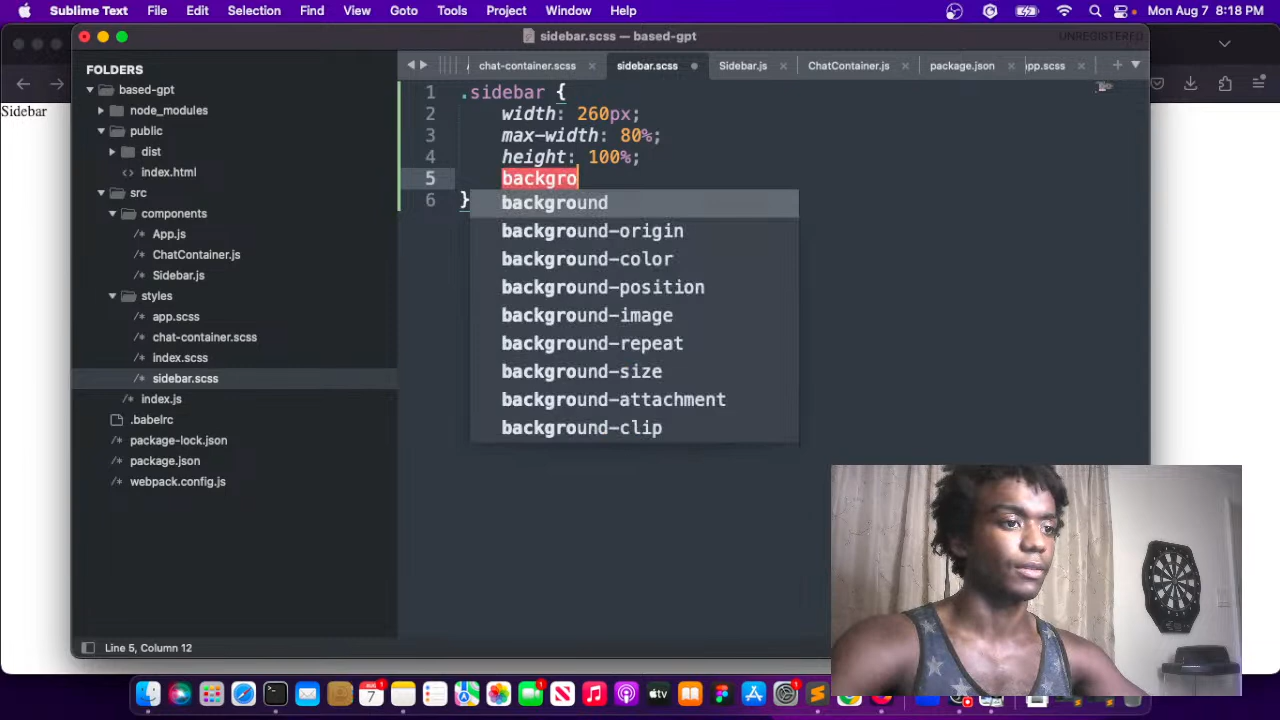 Sublime Text File Edit Selection Find View Goto Tools Project Window Help Mon Aug 7 8:18 PM
sidebar.scss — based-gpt UNREGISTERED
FOLDERS
based-gpt
node_modules
public
dist
index.html
src
components
App.js
ChatContainer.js
Sidebar.js
styles
app.scss
chat-container.scss
index.scss
sidebar.scss
index.js
.babelrc
package-lock.json
package.json
webpack.config.js
chat-container.scss sidebar.scss Sidebar.js ChatContainer.js package.json app.scss
1 .sidebar {
2 width: 260px;
3 max-width: 80%;
4 height: 100%;
5 backgro
6 }
background
background-origin
background-color
background-position
background-image
background-repeat
background-size
background-attachment
background-clip
Sidebar
Line 5, Column 12
AUG
7